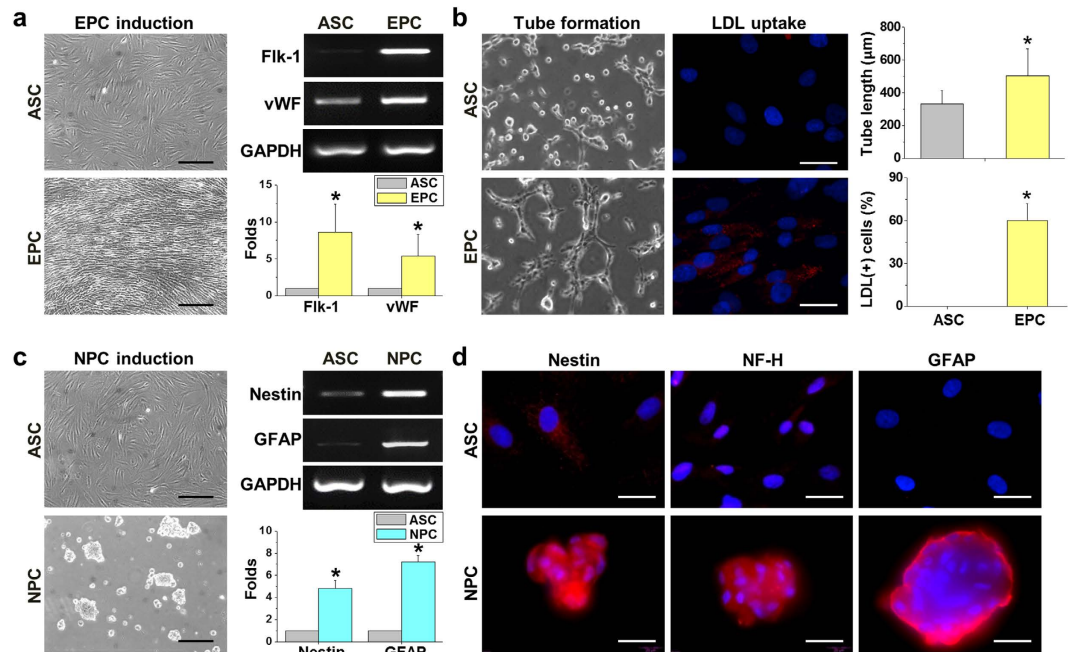 a
EPC induction
ASC
EPC
ASC EPC
Flk-1
vWF
GAPDH
ASC
EPC
Folds
15
10
5
0
*
*
Flk-1 vWF
b
Tube formation
LDL uptake
ASC
EPC
Tube length (μm)
800
600
400
200
0
*
LDL(+) cells (%)
90
60
30
0
*
ASC EPC
c
NPC induction
ASC
NPC
ASC NPC
Nestin
GFAP
GAPDH
ASC
NPC
Folds
10
8
6
4
2
0
*
*
Nestin GFAP
d
Nestin NF-H GFAP
ASC
NPC